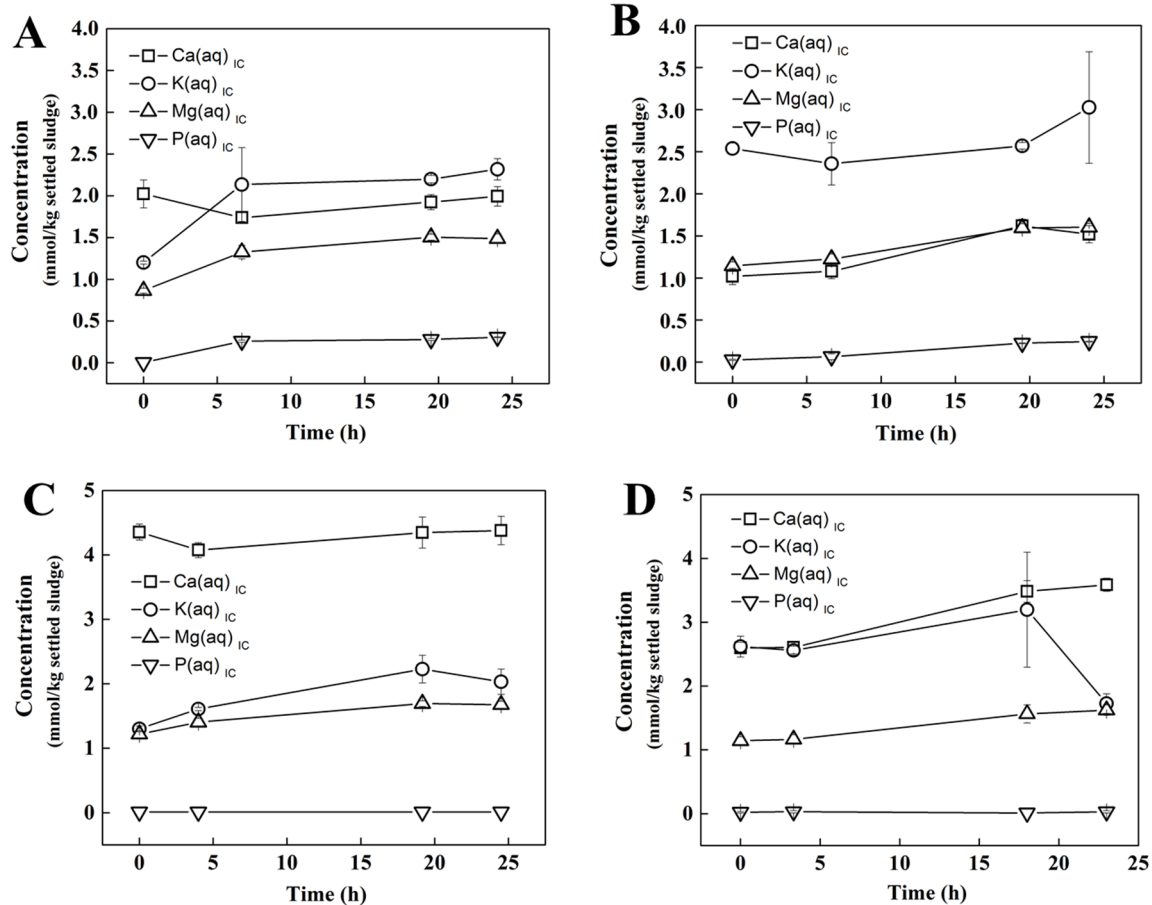 A
Concentration
(mmol/kg settled sludge)
4.0
3.5
3.0
2.5
2.0
1.5
1.0
0.5
0.0
Ca(aq) IC
K(aq) IC
Mg(aq) IC
P(aq) IC
0 5 10 15 20 25
Time (h)
B
Concentration
(mmol/kg settled sludge)
4.0
3.5
3.0
2.5
2.0
1.5
1.0
0.5
0.0
Ca(aq) IC
K(aq) IC
Mg(aq) IC
P(aq) IC
0 5 10 15 20 25
Time (h)
C
Concentration
(mmol/kg settled sludge)
5
4
3
2
1
0
Ca(aq) IC
K(aq) IC
Mg(aq) IC
P(aq) IC
0 5 10 15 20 25
Time (h)
D
Concentration
(mmol/kg settled sludge)
5
4
3
2
1
0
Ca(aq) IC
K(aq) IC
Mg(aq) IC
P(aq) IC
0 5 10 15 20 25
Time (h)